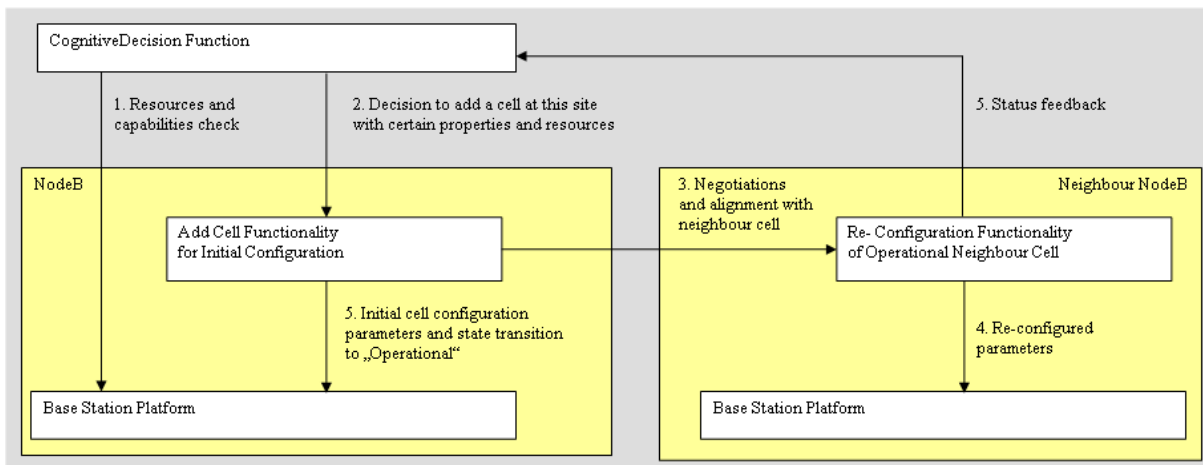 CognitiveDecision Function
1. Resources and
capabilities check
2. Decision to add a cell at this site
with certain properties and resources
5. Status feedback
NodeB
3. Negotiations
and alignment with
neighbour cell
Neighbour NodeB
Add Cell Functionality
for Initial Configuration
Re- Configuration Functionality
of Operational Neighbour Cell
5. Initial cell configuration
parameters and state transition
to „Operational“
4. Re-configured
parameters
Base Station Platform
Base Station Platform